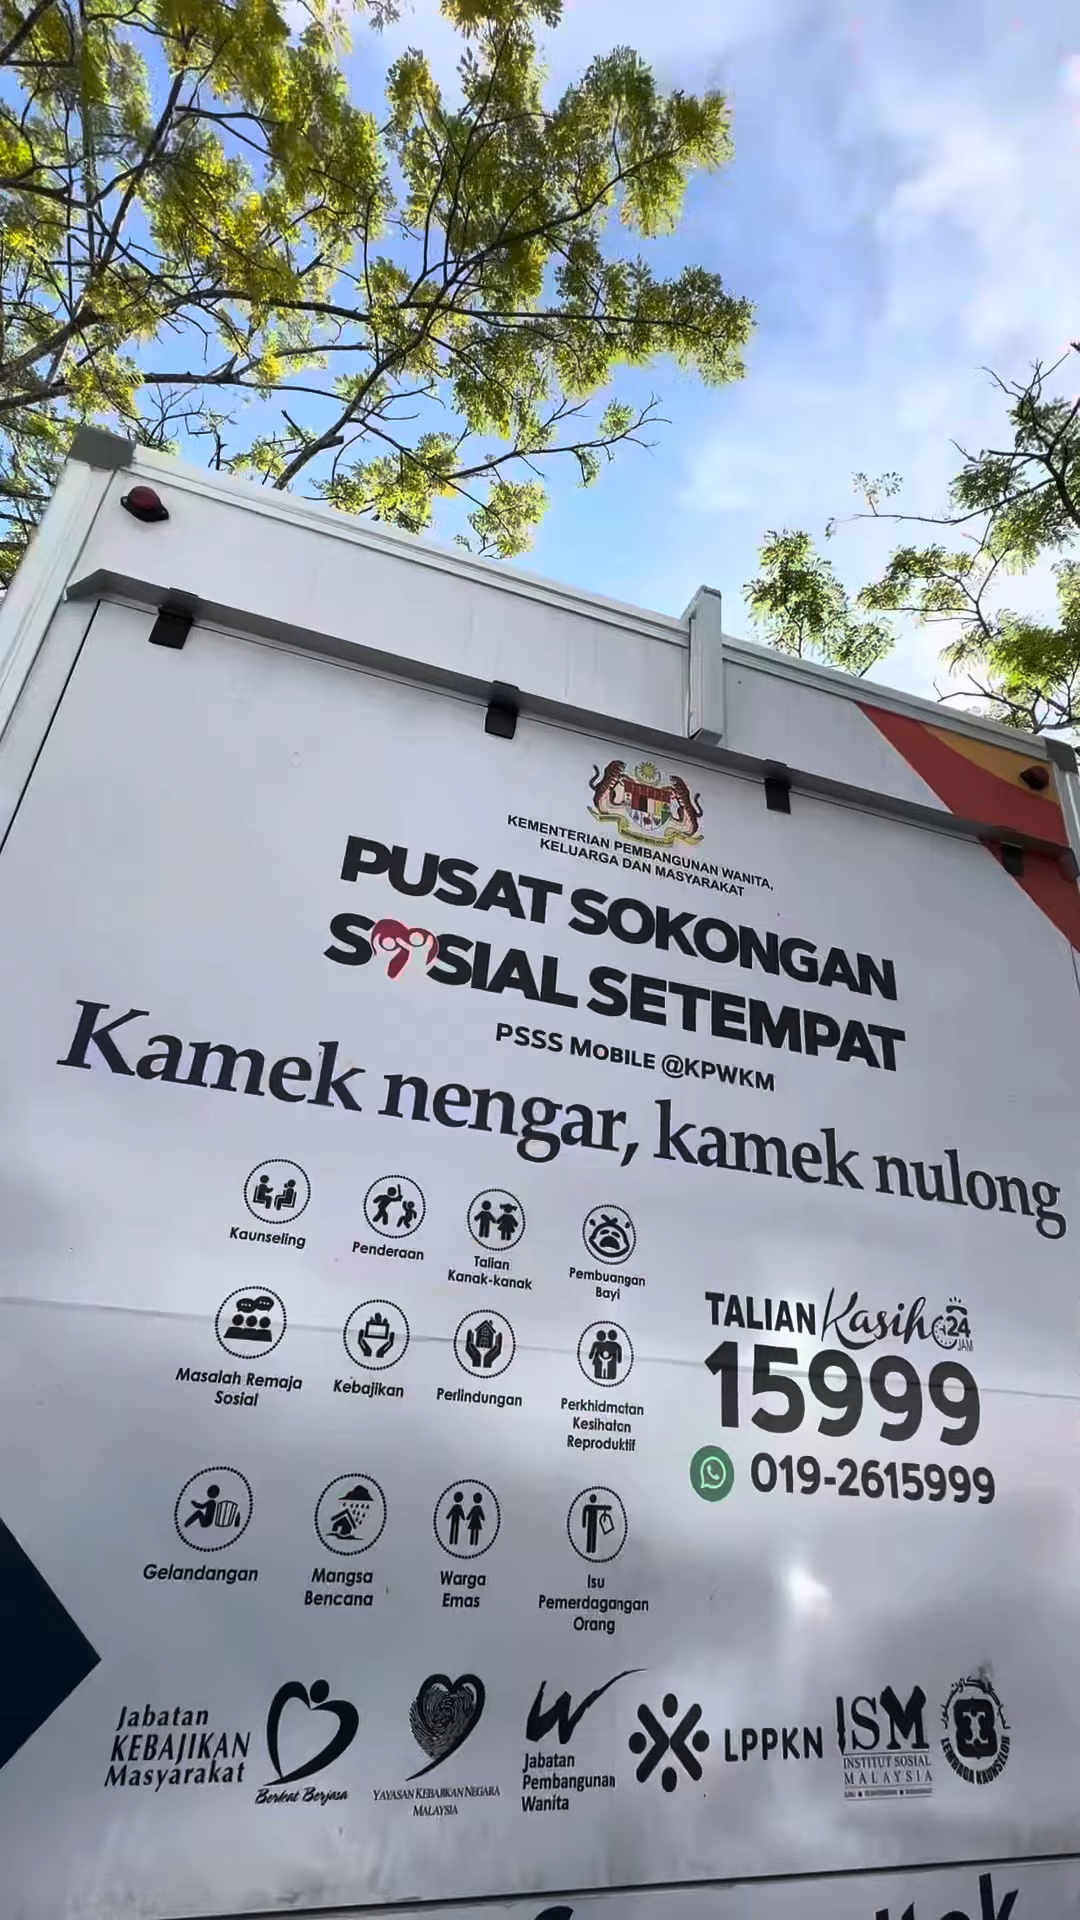 KEMENTERIAN PEMBANGUNAN WANITA,
KELUARGA DAN MASYARAKAT
PUSAT SOKONGAN
SOSIAL SETEMPAT
PSSS MOBILE @KPWKM
Kamek nengar, kamek nulong
Kaunseling
Penderaan
Talian
Kanak-kanak
Pembuangan
Bayi
Masalah Remaja
Sosial
Kebajikan
Perlindungan
Perkhidmatan
Kesihatan
Reproduktif
Gelandangan
Mangsa
Bencana
Warga
Emas
Isu
Pemerdagangan
Orang
TALIAN Kasih 24
JAM
15999
019-2615999
Jabatan
KEBAJIKAN
Masyarakat
Berkat Berjasa
YAYASAN KEBAJIKAN NEGARA
MALAYSIA
Jabatan
Pembangunan
Wanita
LPPKN
ISM
INSTITUT SOSIAL
MALAYSIA
LEMBAGA KAUNSELOR